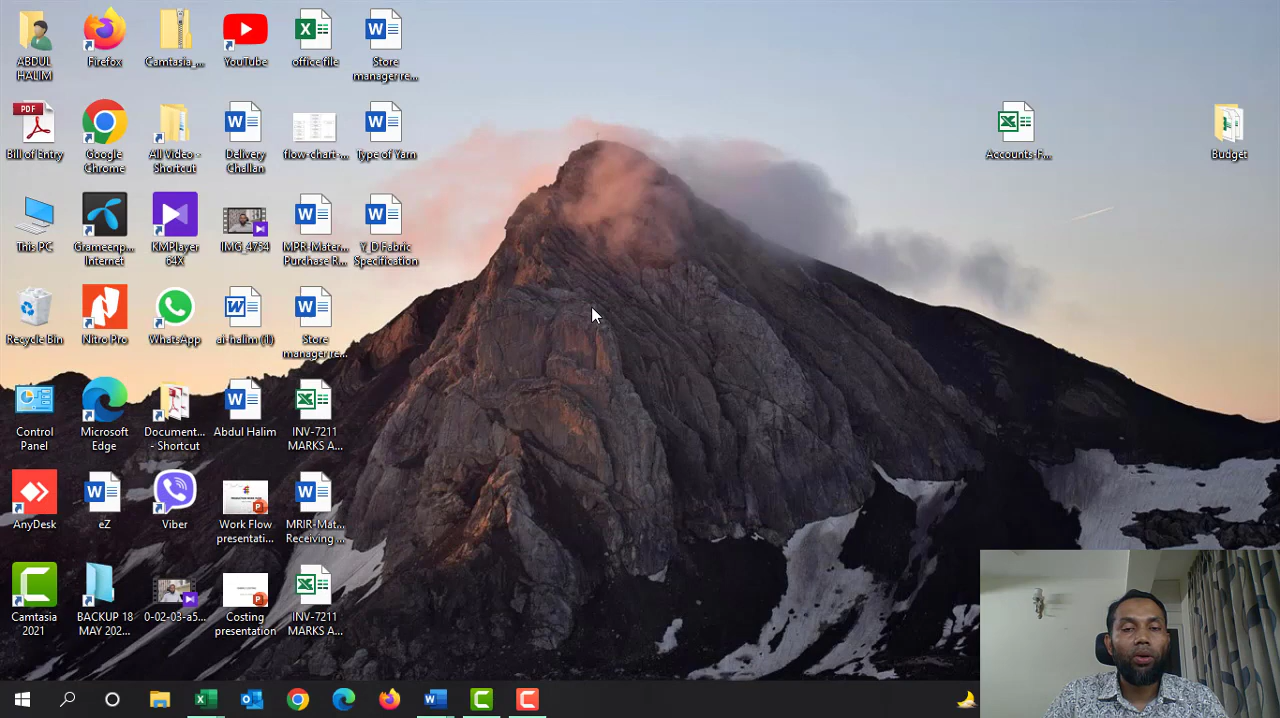 ABDUL
HALIM
Firefox
Camtasia_...
YouTube
office file
Store
manager re...
PDF
Bill of Entry
Google
Chrome
All Video -
Shortcut
Delivery
Challan
flow-chart-...
Type of Yarn
Accounts-F...
Budget
This PC
Grameenp...
Internet
KMPlayer
64X
IMG_4754
MPR-Mater...
Purchase R...
Y_D Fabric
Specification
Recycle Bin
Nitro Pro
WhatsApp
ai-halim (1)
Store
manager re...
Control
Panel
Microsoft
Edge
Document...
- Shortcut
Abdul Halim
INV-7211
MARKS A...
AnyDesk
eZ
Viber
Work Flow
presentati...
MRIR-Mat...
Receiving ...
Camtasia
2021
BACKUP 18
MAY 202...
0-02-03-a5...
Costing
presentation
INV-7211
MARKS A...